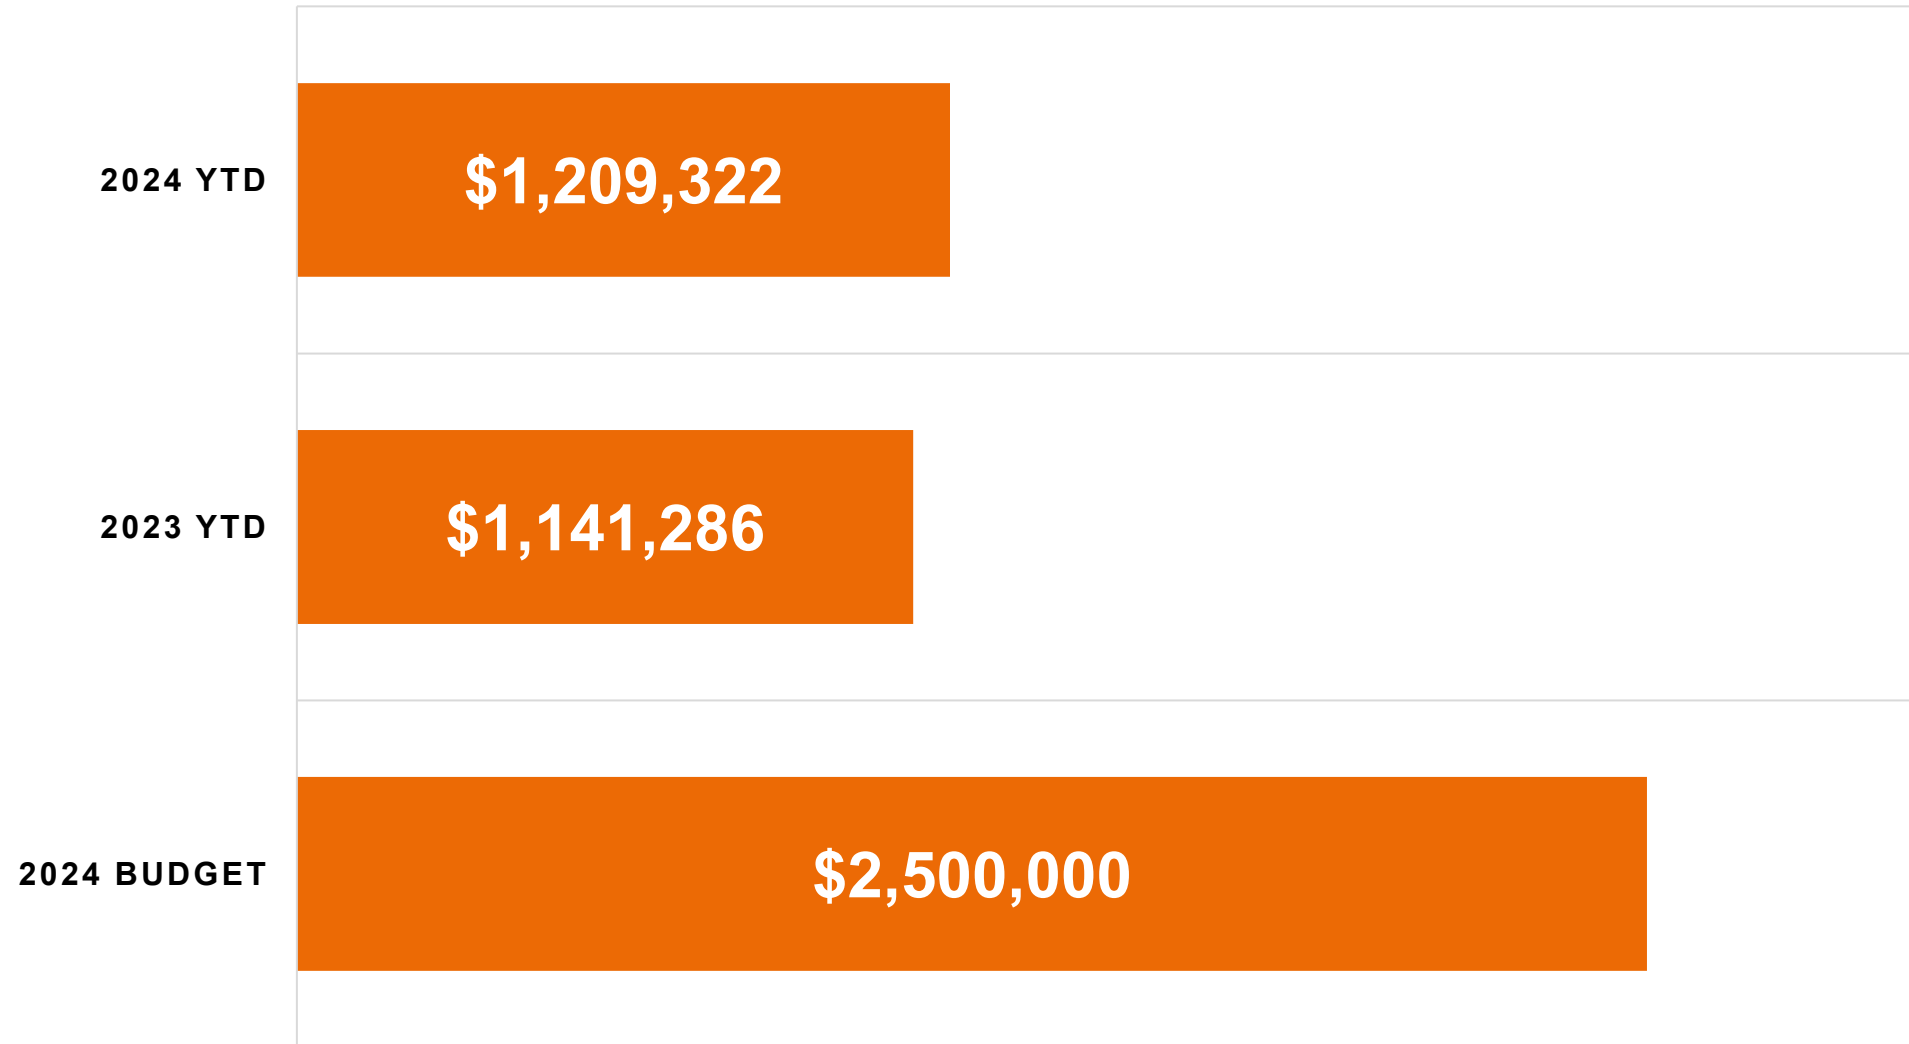 2024 YTD
$1,209,322
2023 YTD
$1,141,286
2024 BUDGET
$2,500,000